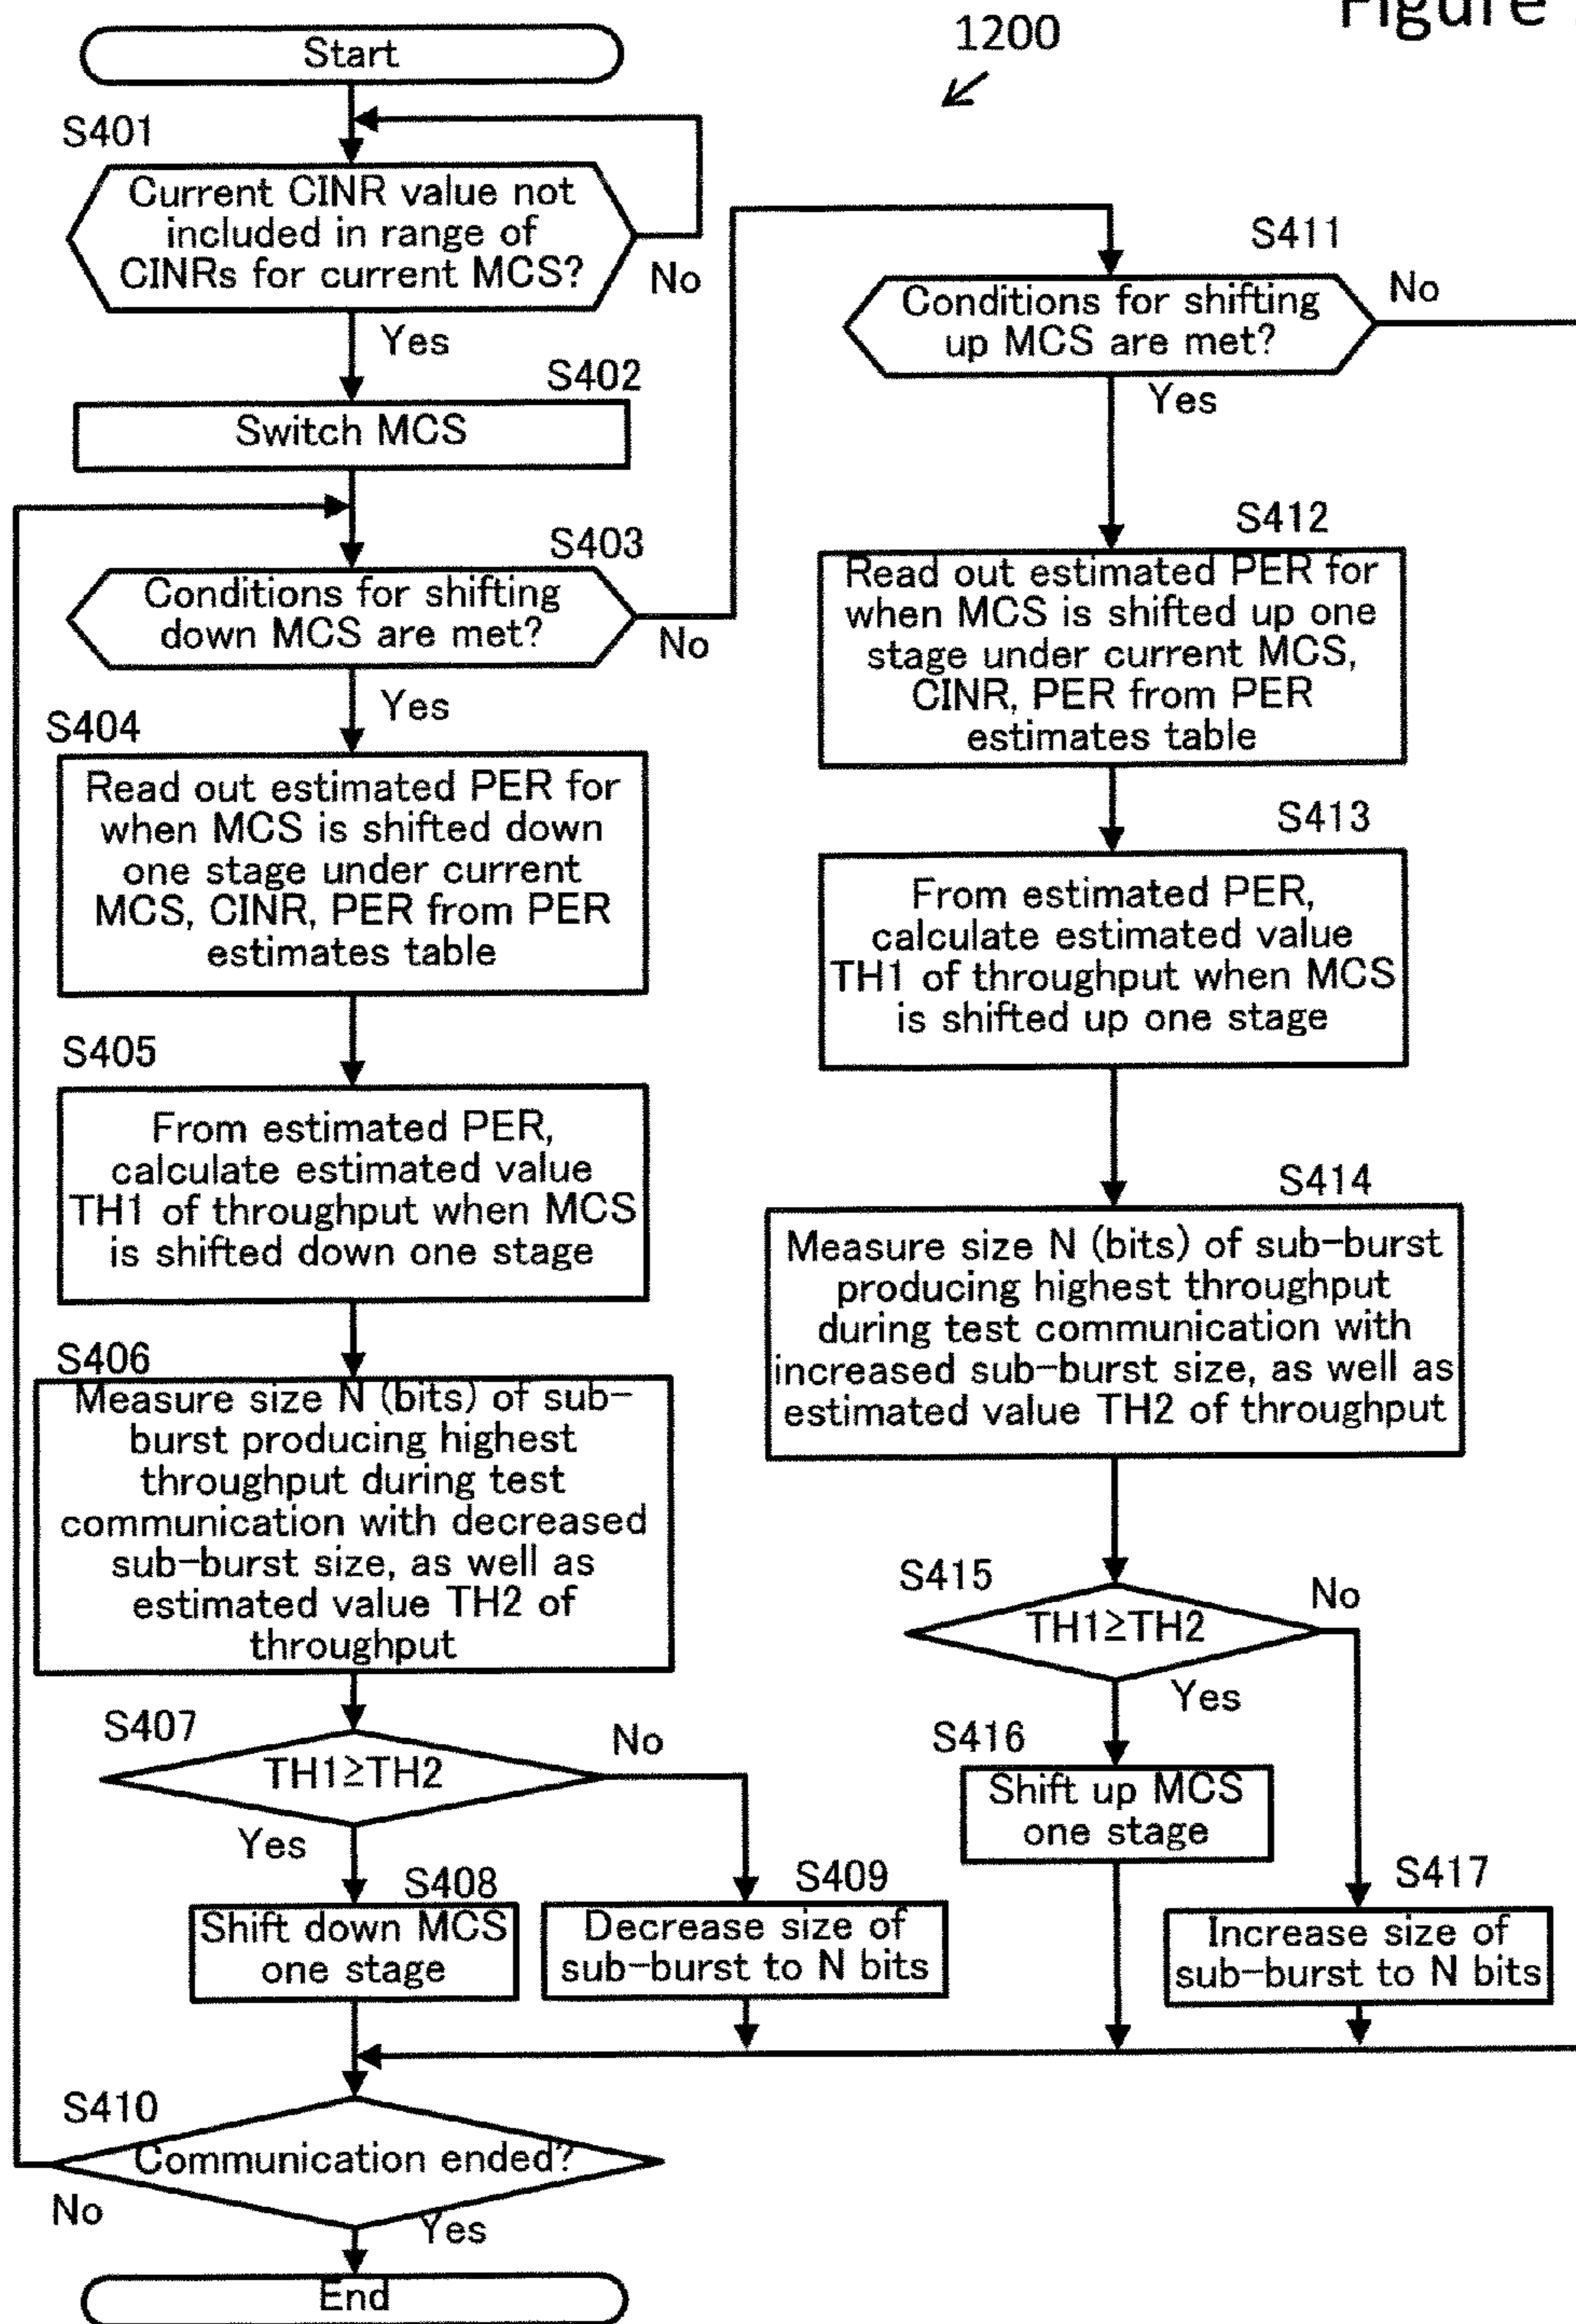 Figure
1200
Start
S401
Current CINR value not
included in range of
CINRs for current MCS?
No
Yes
S402
Switch MCS
S403
Conditions for shifting
down MCS are met?
No
Yes
S404
Read out estimated PER for
when MCS is shifted down
one stage under current
MCS, CINR, PER from PER
estimates table
S405
From estimated PER,
calculate estimated value
TH1 of throughput when MCS
is shifted down one stage
S406
Measure size N (bits) of sub-
burst producing highest
throughput during test
communication with decreased
sub-burst size, as well as
estimated value TH2 of
throughput
S407
TH1≥TH2
No
Yes
S408
Shift down MCS
one stage
S409
Decrease size of
sub-burst to N bits
S410
Communication ended?
No
Yes
End
S411
Conditions for shifting
up MCS are met?
No
Yes
S412
Read out estimated PER for
when MCS is shifted up one
stage under current MCS,
CINR, PER from PER
estimates table
S413
From estimated PER,
calculate estimated value
TH1 of throughput when MCS
is shifted up one stage
S414
Measure size N (bits) of sub-burst
producing highest throughput
during test communication with
increased sub-burst size, as well as
estimated value TH2 of throughput
S415
TH1≥TH2
No
Yes
S416
Shift up MCS
one stage
S417
Increase size of
sub-burst to N bits